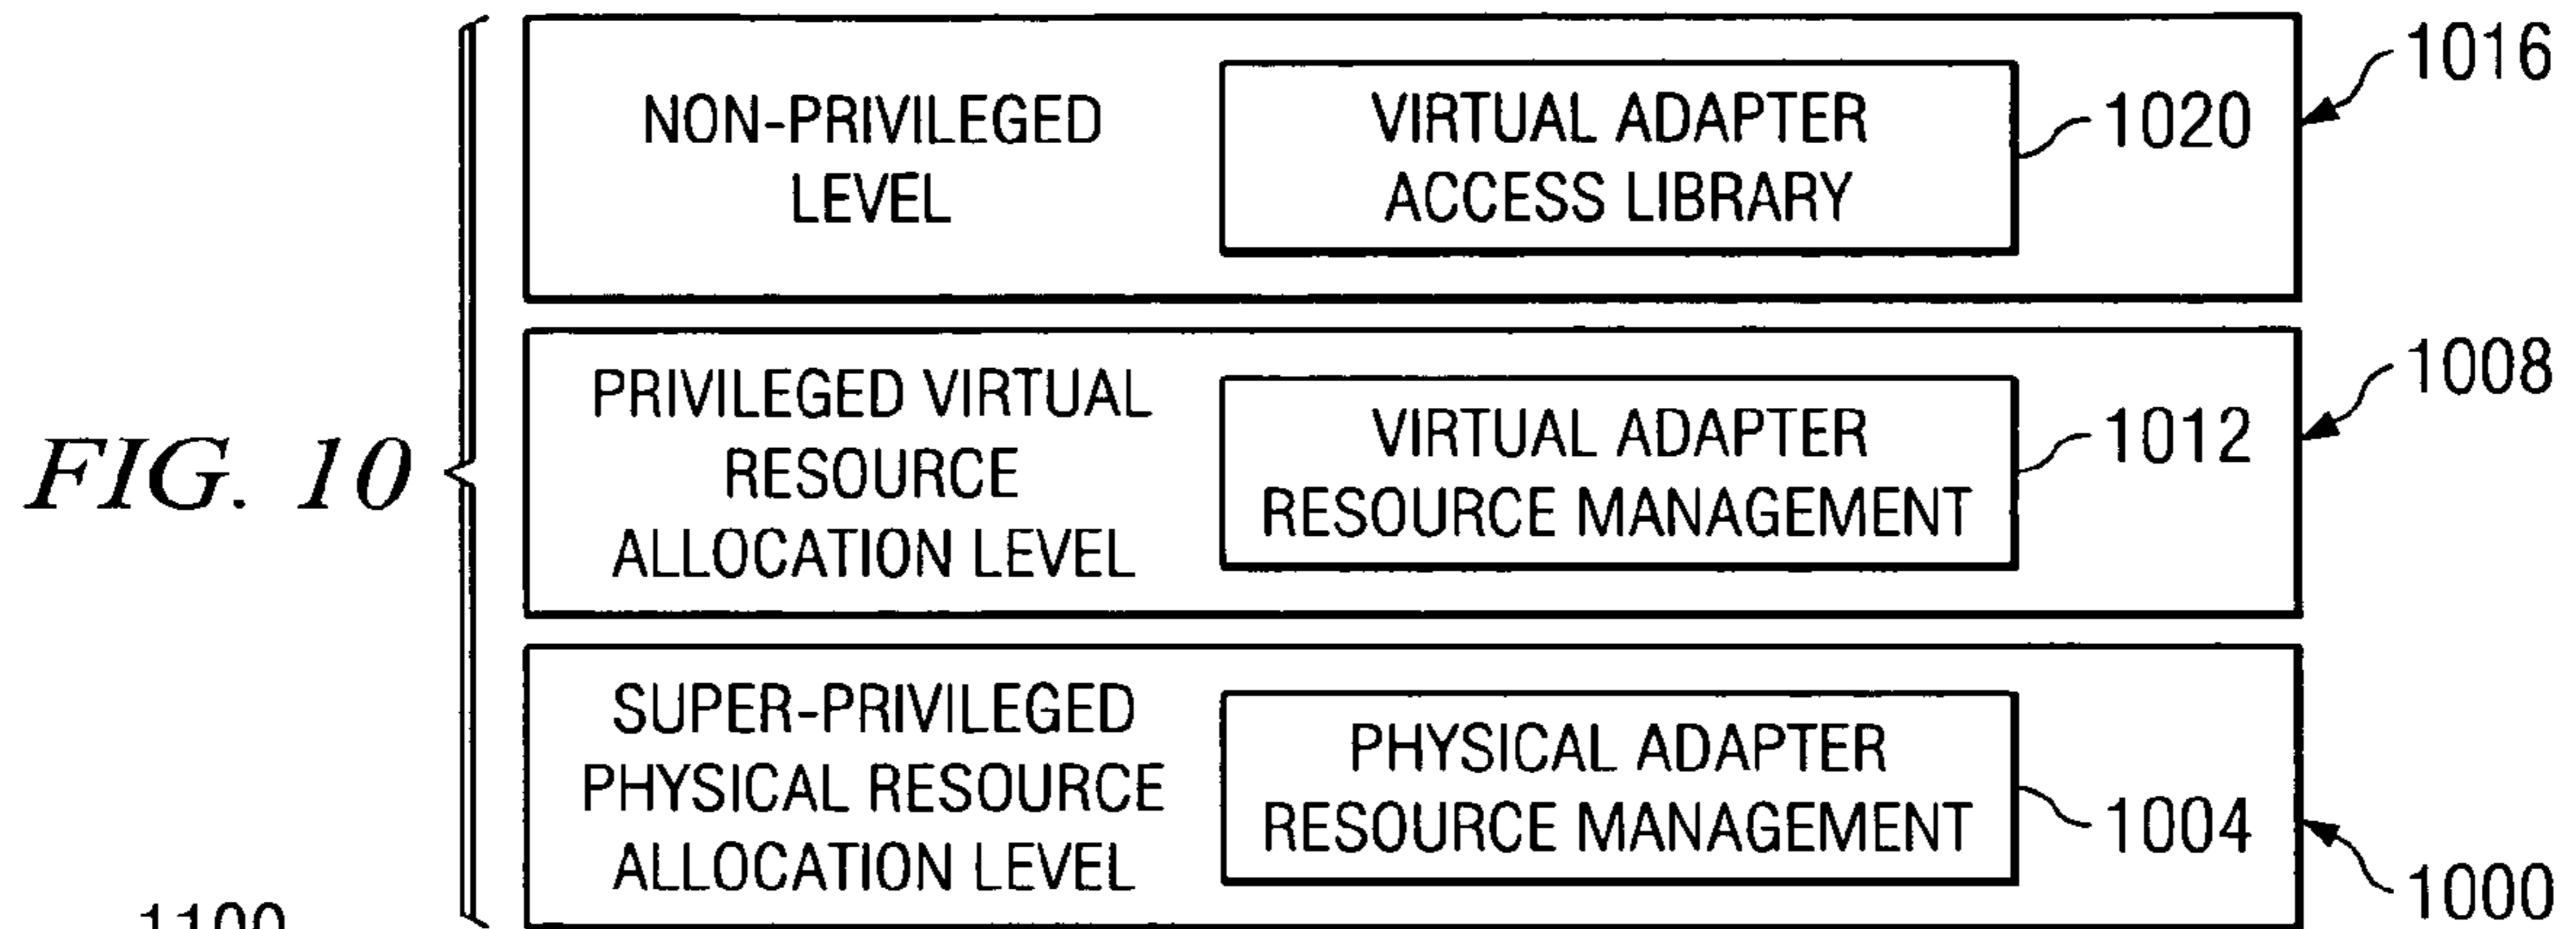 FIG. 10
NON-PRIVILEGED
LEVEL
VIRTUAL ADAPTER
ACCESS LIBRARY
1020
1016
PRIVILEGED VIRTUAL
RESOURCE
ALLOCATION LEVEL
VIRTUAL ADAPTER
RESOURCE MANAGEMENT
1012
1008
SUPER-PRIVILEGED
PHYSICAL RESOURCE
ALLOCATION LEVEL
PHYSICAL ADAPTER
RESOURCE MANAGEMENT
1004
1000
1100